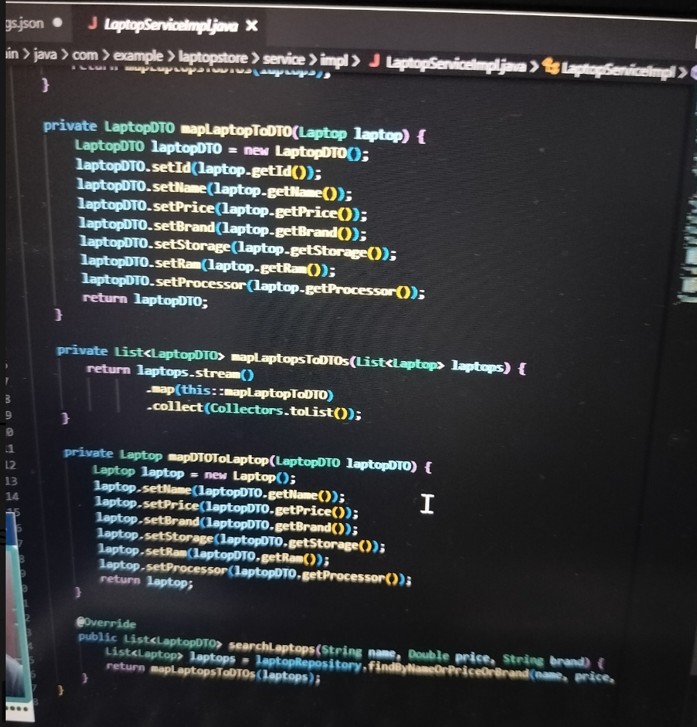 gs.json ● J LaptopServiceImpl.java ×
in > java > com > example > laptopstore > service > impl > J LaptopServiceImpl.java > LaptopServiceImpl >
return mapLaptopsToDTOs(laptops);
}
private LaptopDTO mapLaptopToDTO(Laptop laptop) {
LaptopDTO laptopDTO = new LaptopDTO();
laptopDTO.setId(laptop.getId());
laptopDTO.setName(laptop.getName());
laptopDTO.setPrice(laptop.getPrice());
laptopDTO.setBrand(laptop.getBrand());
laptopDTO.setStorage(laptop.getStorage());
laptopDTO.setRam(laptop.getRam());
laptopDTO.setProcessor(laptop.getProcessor());
return laptopDTO;
}
private List<LaptopDTO> mapLaptopsToDTOs(List<Laptop> laptops) {
return laptops.stream()
.map(this::mapLaptopToDTO)
8 .collect(Collectors.toList());
9 }
0
11 private Laptop mapDTOToLaptop(LaptopDTO laptopDTO) {
12 Laptop laptop = new Laptop();
13 laptop.setName(laptopDTO.getName());
14 laptop.setPrice(laptopDTO.getPrice());
15 laptop.setBrand(laptopDTO.getBrand());
laptop.setStorage(laptopDTO.getStorage());
laptop.setRam(laptopDTO.getRam());
laptop.setProcessor(laptopDTO.getProcessor());
return laptop;
}
@Override
public List<LaptopDTO> searchLaptops(String name, Double price, String brand) {
List<Laptop> laptops = laptopRepository.findByNameOrPriceOrBrand(name, price,
return mapLaptopsToDTOs(laptops);
}
}